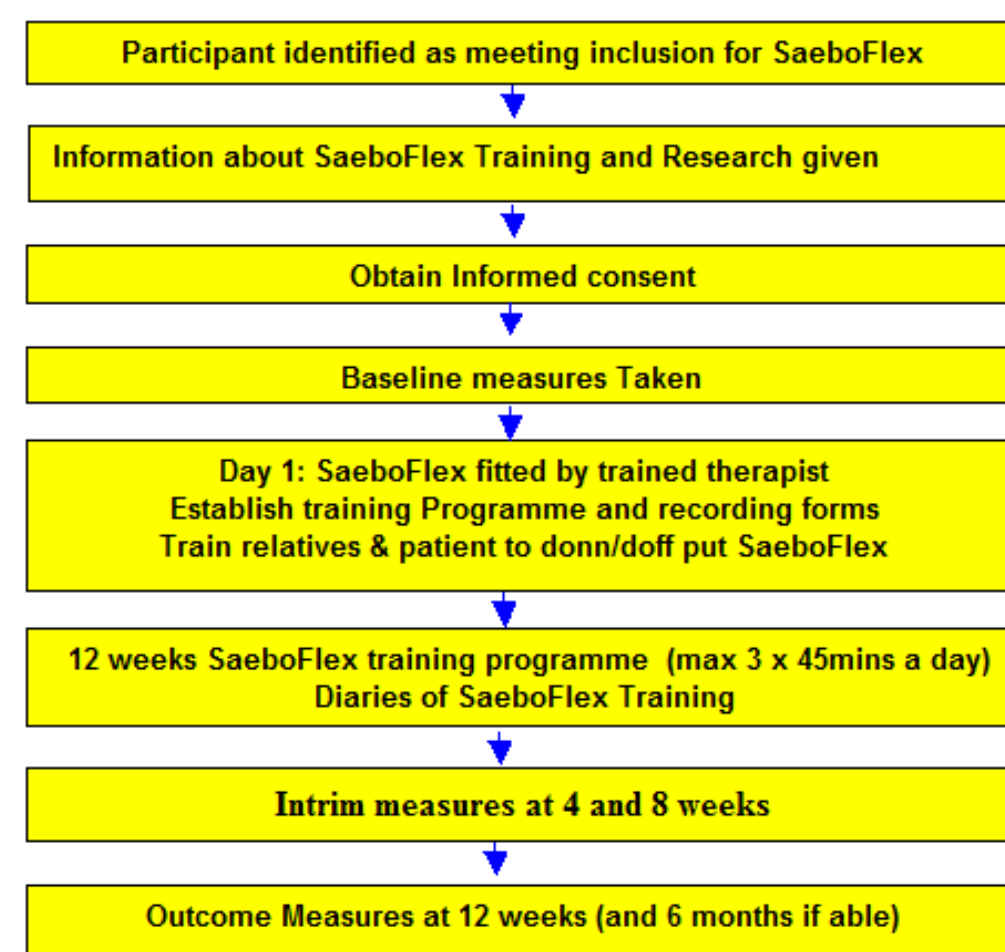 Participant identified as meeting inclusion for SaeboFlex
Information about SaeboFlex Training and Research given
Obtain Informed consent
Baseline measures Taken
Day 1: SaeboFlex fitted by trained therapist
Establish training Programme and recording forms
Train relatives & patient to donn/doff put SaeboFlex
12 weeks SaeboFlex training programme (max 3 x 45mins a day)
Diaries of SaeboFlex Training
Intrim measures at 4 and 8 weeks
Outcome Measures at 12 weeks (and 6 months if able)